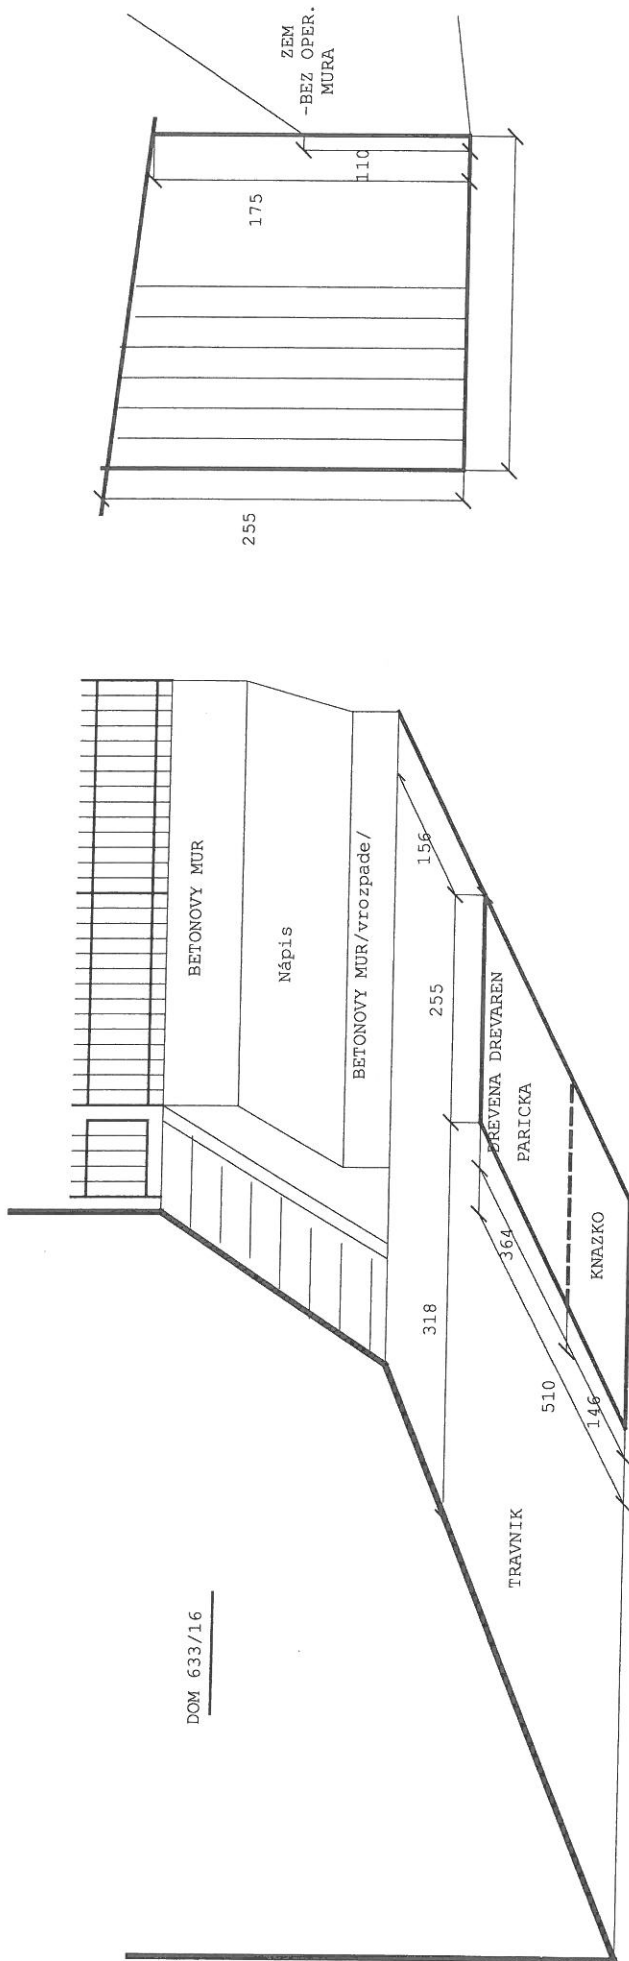 DOM 633/16
BETONOVY MUR
Nápis
BETONOVY MUR/vrozpade/
TRAVNIK
318
255
156
364
510
146
DREVENA DREVAREN
PARICKA
KNAZKO
255
175
110
ZEM
-BEZ OPER.
MURA